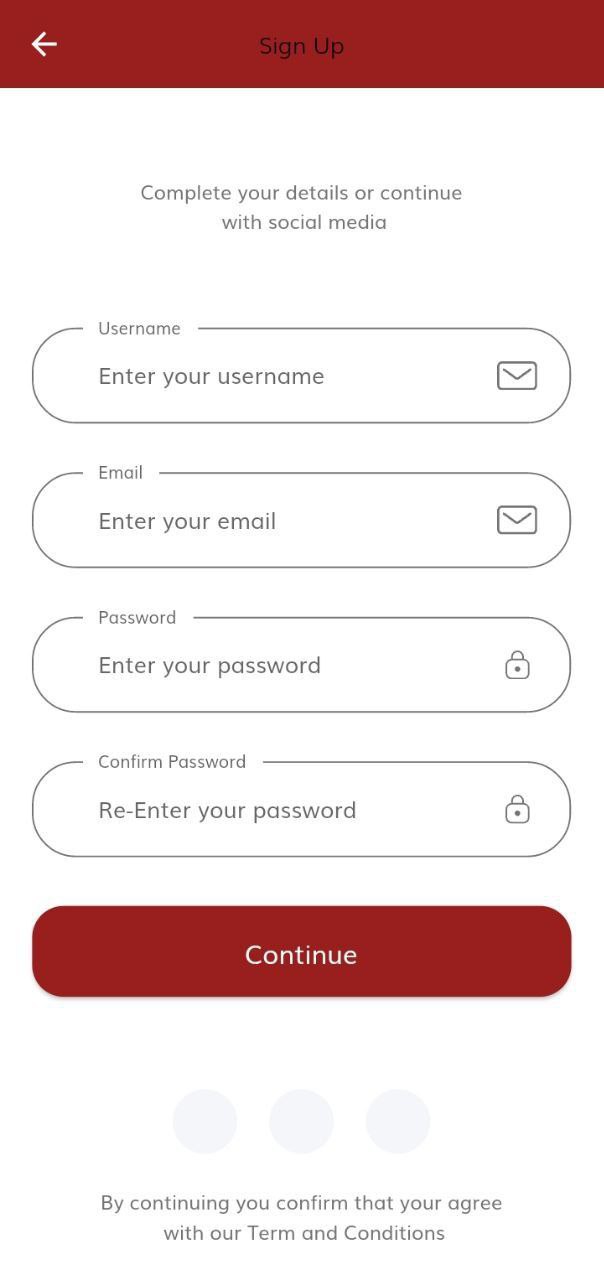 Sign Up
Complete your details or continue
with social media
Username
Enter your username
Email
Enter your email
Password
Enter your password
Confirm Password
Re-Enter your password
Continue
By continuing you confirm that your agree
with our Term and Conditions